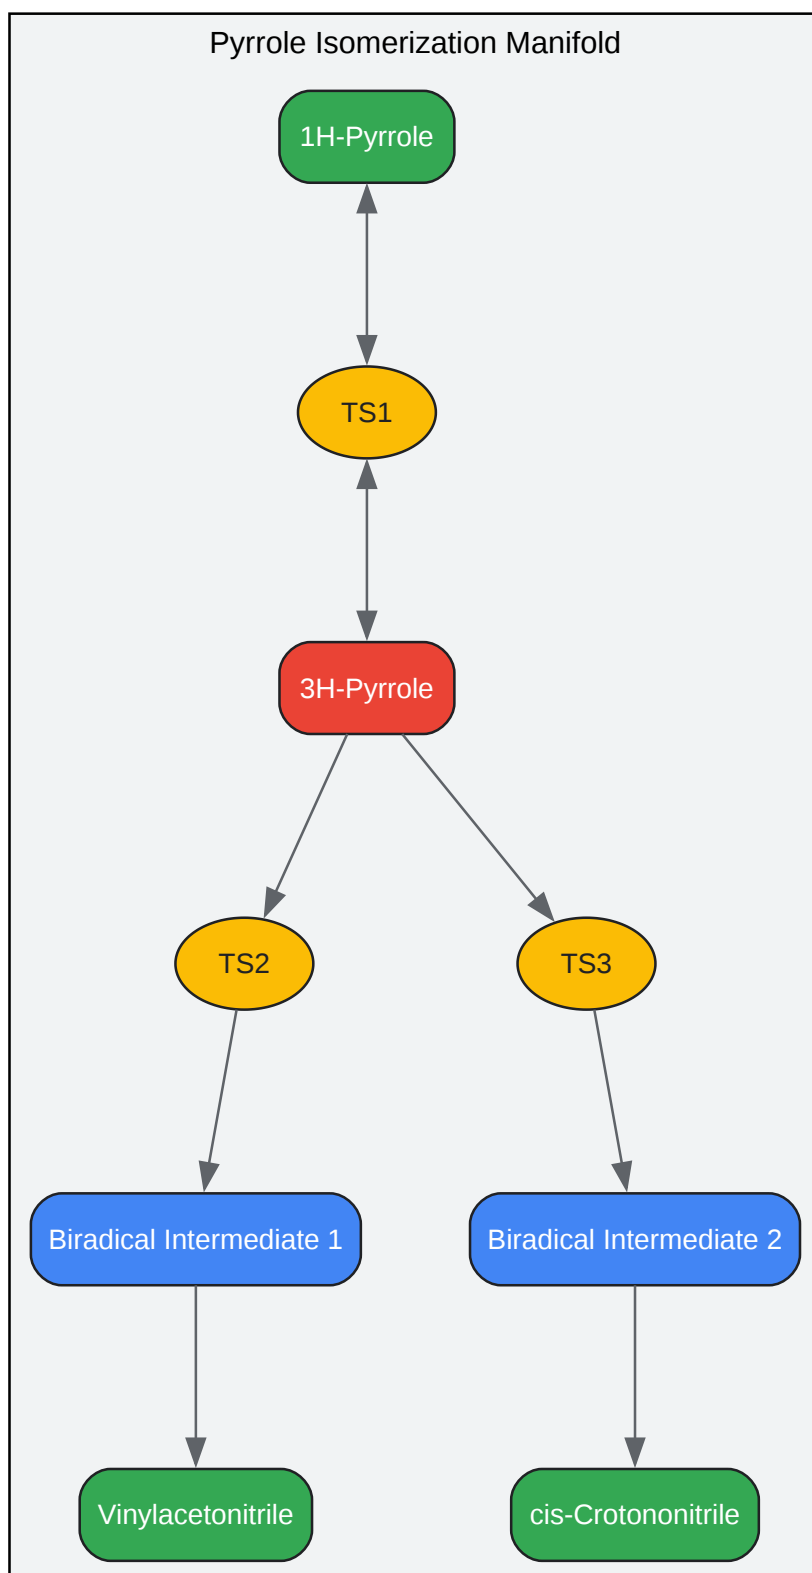 Pyrrole Isomerization Manifold
1H-Pyrrole
TS1
3H-Pyrrole
TS2
TS3
Biradical Intermediate 1
Biradical Intermediate 2
Vinylacetonitrile
cis-Crotononitrile